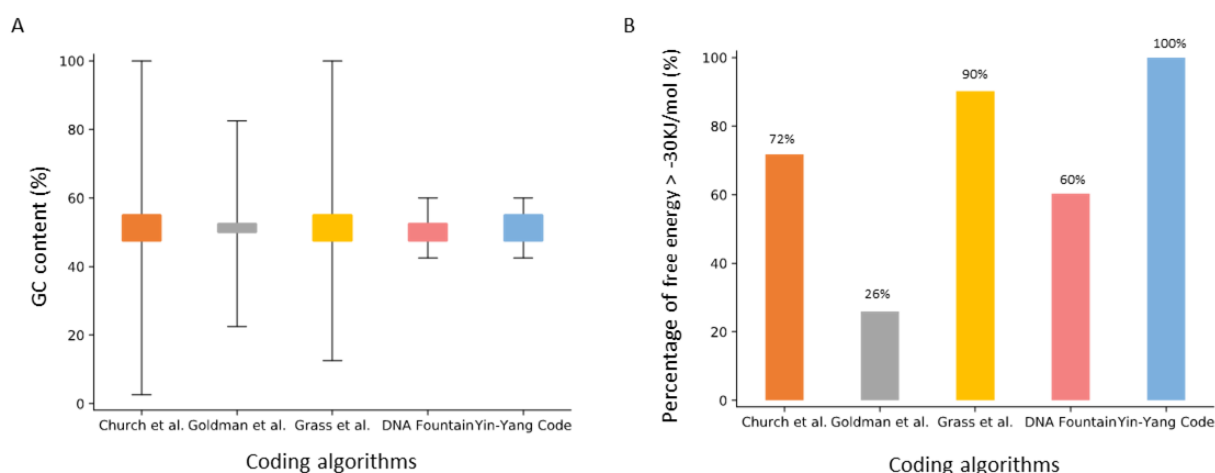 A
GC content (%)
100
80
60
40
20
0
Church et al. Goldman et al. Grass et al. DNA Fountain Yin-Yang Code
Coding algorithms
B
Percentage of free energy > -30KJ/mol (%)
100
80
60
40
20
0
72%
26%
90%
60%
100%
Church et al. Goldman et al. Grass et al. DNA Fountain Yin-Yang Code
Coding algorithms